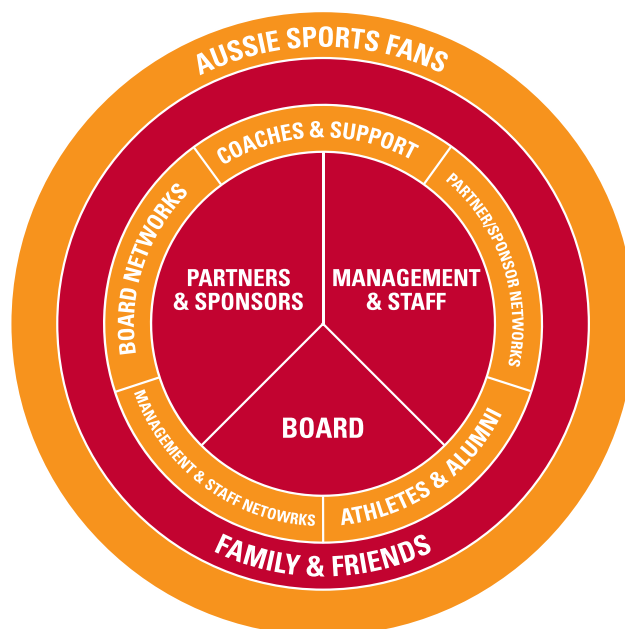 AUSSIE SPORTS FANS
COACHES & SUPPORT
BOARD NETWORKS
PARTNER/SPONSOR NETWORKS
PARTNERS
& SPONSORS
MANAGEMENT
& STAFF
BOARD
MANAGEMENT & STAFF NETOWRKS
ATHLETES & ALUMNI
FAMILY & FRIENDS